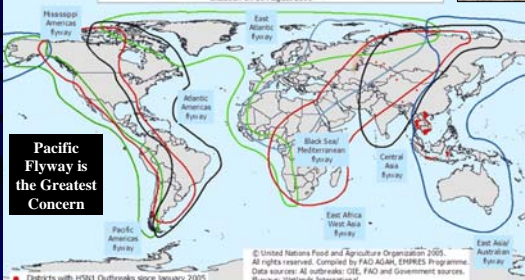 Mississippi
Americas
flyway
East
Atlantic
flyway
Atlantic
Americas
flyway
Pacific
Flyway is
the Greatest
Concern
Black Sea/
Mediterranean
flyway
Central
Asia
flyway
East Africa
West Asia
flyway
Pacific
Americas
flyway
East Asia/
Australian
flyway
© United Nations Food and Agriculture Organization 2005.
All rights reserved. Compiled by FAO AGAH, EMPRES Programme.
Data sources: AI outbreaks: OIE, FAO and Government sources.
Flyways: Wetlands International
Districts with H5N1 Outbreaks since January 2005